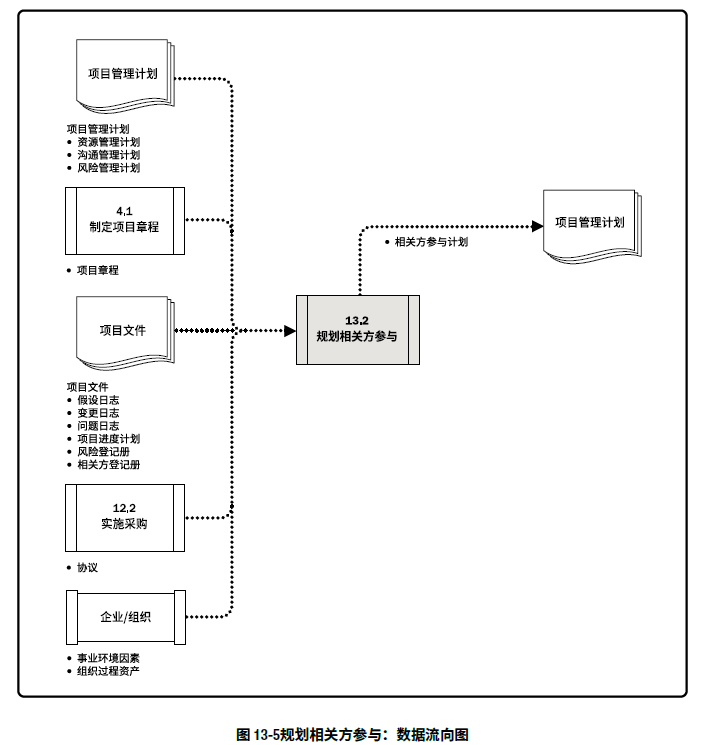 项目管理计划
项目管理计划
• 资源管理计划
• 沟通管理计划
• 风险管理计划
4.1
制定项目章程
• 项目章程
项目文件
项目文件
• 假设日志
• 变更日志
• 问题日志
• 项目进度计划
• 风险登记册
• 相关方登记册
12.2
实施采购
• 协议
企业/组织
• 事业环境因素
• 组织过程资产
13.2
规划相关方参与
• 相关方参与计划
项目管理计划
图 13-5规划相关方参与：数据流向图